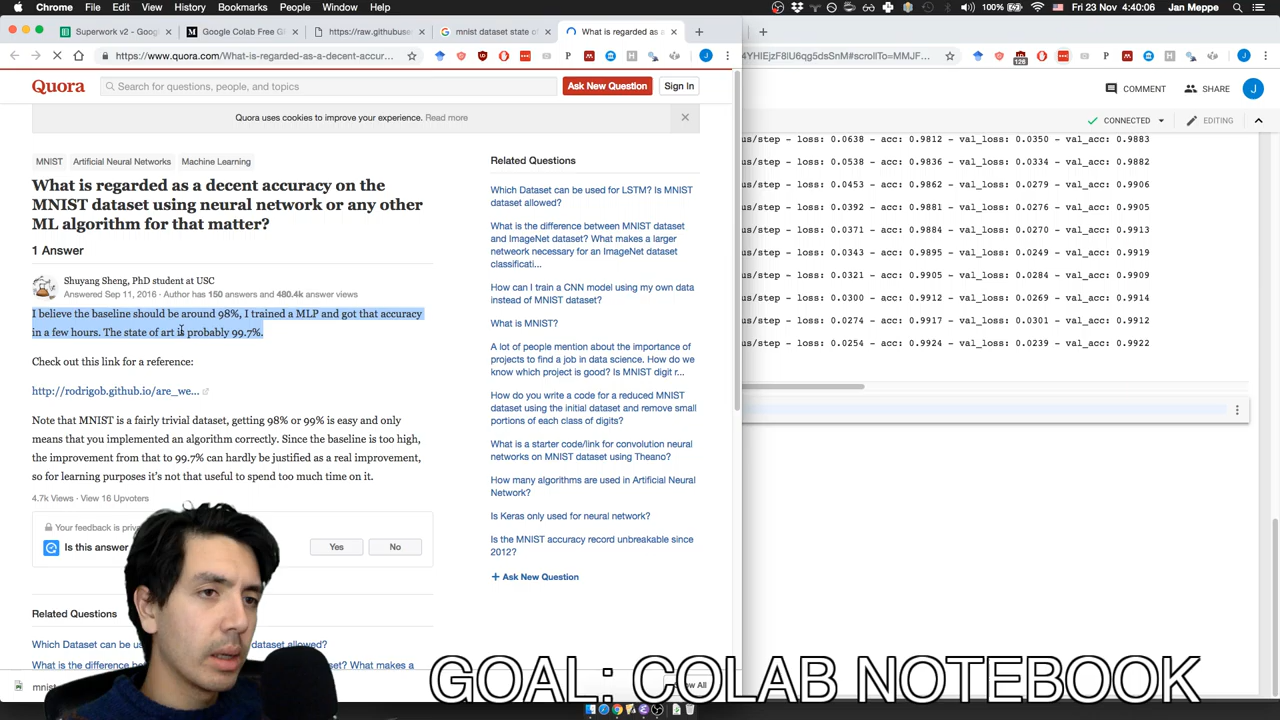 Chrome File Edit View History Bookmarks People Window Help
100% Fri 23 Nov 04:40:06 Jan Meppe
Superwork v2 - Goog
Google Colab Free G
https://raw.githubuse
mnist dataset state of
What is regarded as a
https://www.quora.com/What-is-regarded-as-a-decent-accur...
4YHIEjzF8IU6qg5dsSnM#scrollTo=MMJF...
Quora
Search for questions, people, and topics
Ask New Question
Sign In
COMMENT
SHARE
J
Quora uses cookies to improve your experience. Read more
CONNECTED
EDITING
MNIST Artificial Neural Networks Machine Learning
What is regarded as a decent accuracy on the
MNIST dataset using neural network or any other
ML algorithm for that matter?
1 Answer
Shuyang Sheng, PhD student at USC
Answered Sep 11, 2016 · Author has 150 answers and 480.4k answer views
I believe the baseline should be around 98%, I trained a MLP and got that accuracy
in a few hours. The state of art is probably 99.7%.
Check out this link for a reference:
http://rodrigob.github.io/are_we...
Note that MNIST is a fairly trivial dataset, getting 98% or 99% is easy and only
means that you implemented an algorithm correctly. Since the baseline is too high,
the improvement from that to 99.7% can hardly be justified as a real improvement,
so for learning purposes it's not that useful to spend too much time on it.
4.7k Views · View 16 Upvoters
Your feedback is priva
Is this answer
Yes
No
Related Questions
Which Dataset can be us
dataset allowed?
What is the difference between
taset? What makes a
Related Questions
Which Dataset can be used for LSTM? Is MNIST
dataset allowed?
What is the difference between MNIST dataset
and ImageNet dataset? What makes a larger
netweork necessary for an ImageNet dataset
classificati...
How can I train a CNN model using my own data
instead of MNIST dataset?
What is MNIST?
A lot of people mention about the importance of
projects to find a job in data science. How do we
know which project is good? Is MNIST digit r...
How do you write a code for a reduced MNIST
dataset using the initial dataset and remove small
portions of each class of digits?
What is a starter code/link for convolution neural
networks on MNIST dataset using Theano?
How many algorithms are used in Artificial Neural
Network?
Is Keras only used for neural network?
Is the MNIST accuracy record unbreakable since
2012?
+ Ask New Question
us/step - loss: 0.0638 - acc: 0.9812 - val_loss: 0.0350 - val_acc: 0.9883
us/step - loss: 0.0538 - acc: 0.9836 - val_loss: 0.0334 - val_acc: 0.9882
us/step - loss: 0.0453 - acc: 0.9862 - val_loss: 0.0279 - val_acc: 0.9906
us/step - loss: 0.0392 - acc: 0.9881 - val_loss: 0.0276 - val_acc: 0.9905
us/step - loss: 0.0371 - acc: 0.9884 - val_loss: 0.0270 - val_acc: 0.9913
us/step - loss: 0.0343 - acc: 0.9895 - val_loss: 0.0249 - val_acc: 0.9919
us/step - loss: 0.0321 - acc: 0.9905 - val_loss: 0.0284 - val_acc: 0.9909
us/step - loss: 0.0312 - acc: 0.9900 - val_loss: 0.0269 - val_acc: 0.9914
us/step - loss: 0.0274 - acc: 0.9917 - val_loss: 0.0251 - val_acc: 0.9916
us/step - loss: 0.0254 - acc: 0.9924 - val_loss: 0.0239 - val_acc: 0.9922
mni
GOAL: COLAB NOTEBOOK